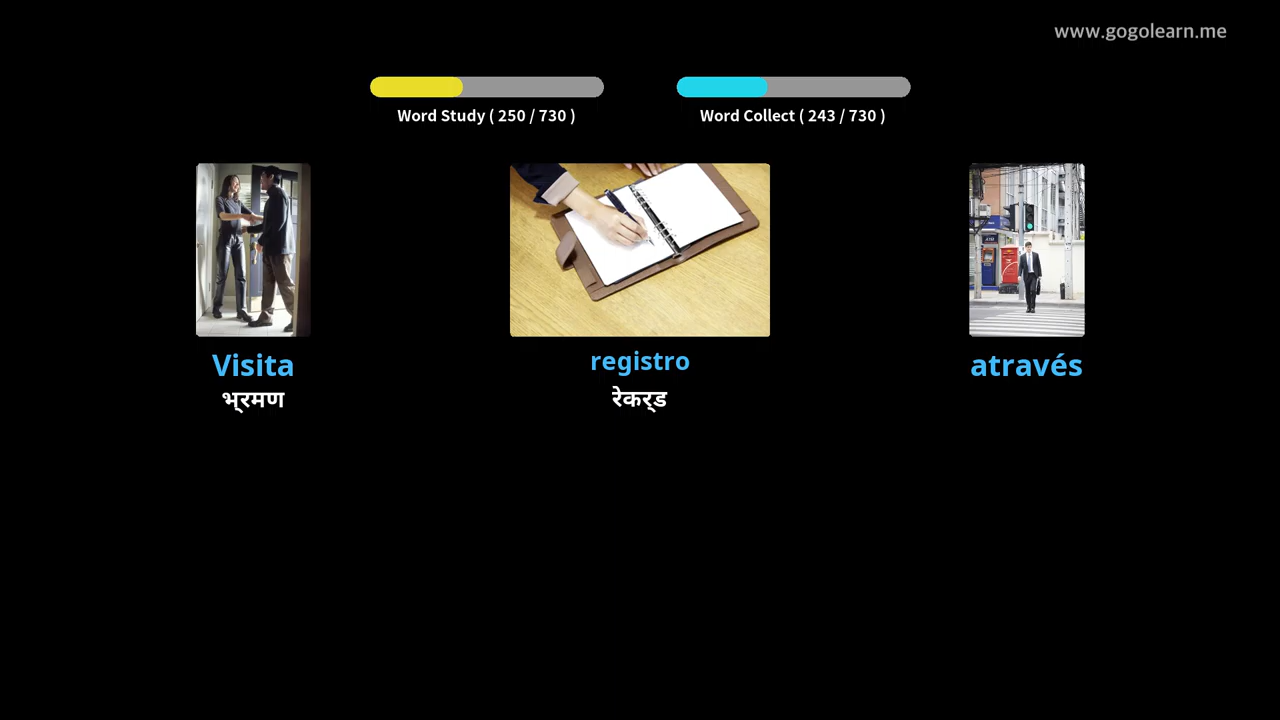 www.gogolearn.me
Word Study ( 250 / 730 )
Word Collect ( 243 / 730 )
Visita
भ्रमण
registro
रेकर्ड
através